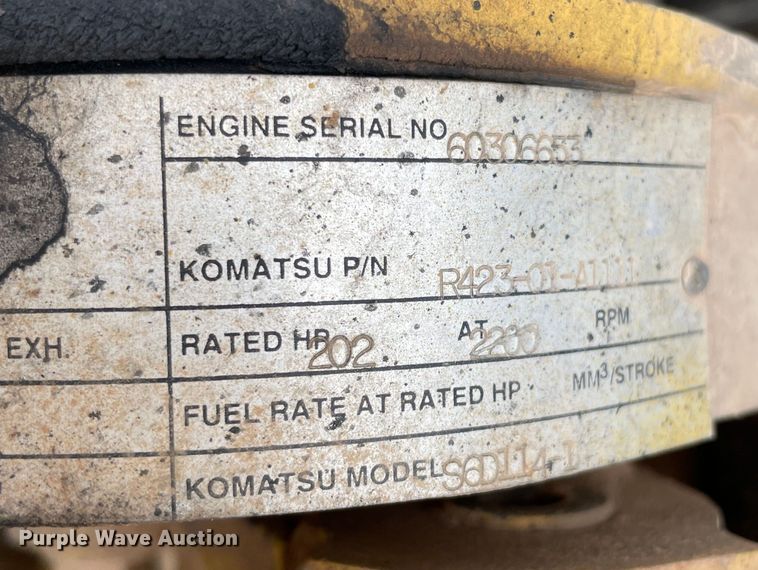 ENGINE SERIAL NO 60306653
KOMATSU P/N R423-01-A1111
EXH. RATED HP 202 AT 2200 RPM
FUEL RATE AT RATED HP MM³/STROKE
KOMATSU MODEL S6D114-1
Purple Wave Auction